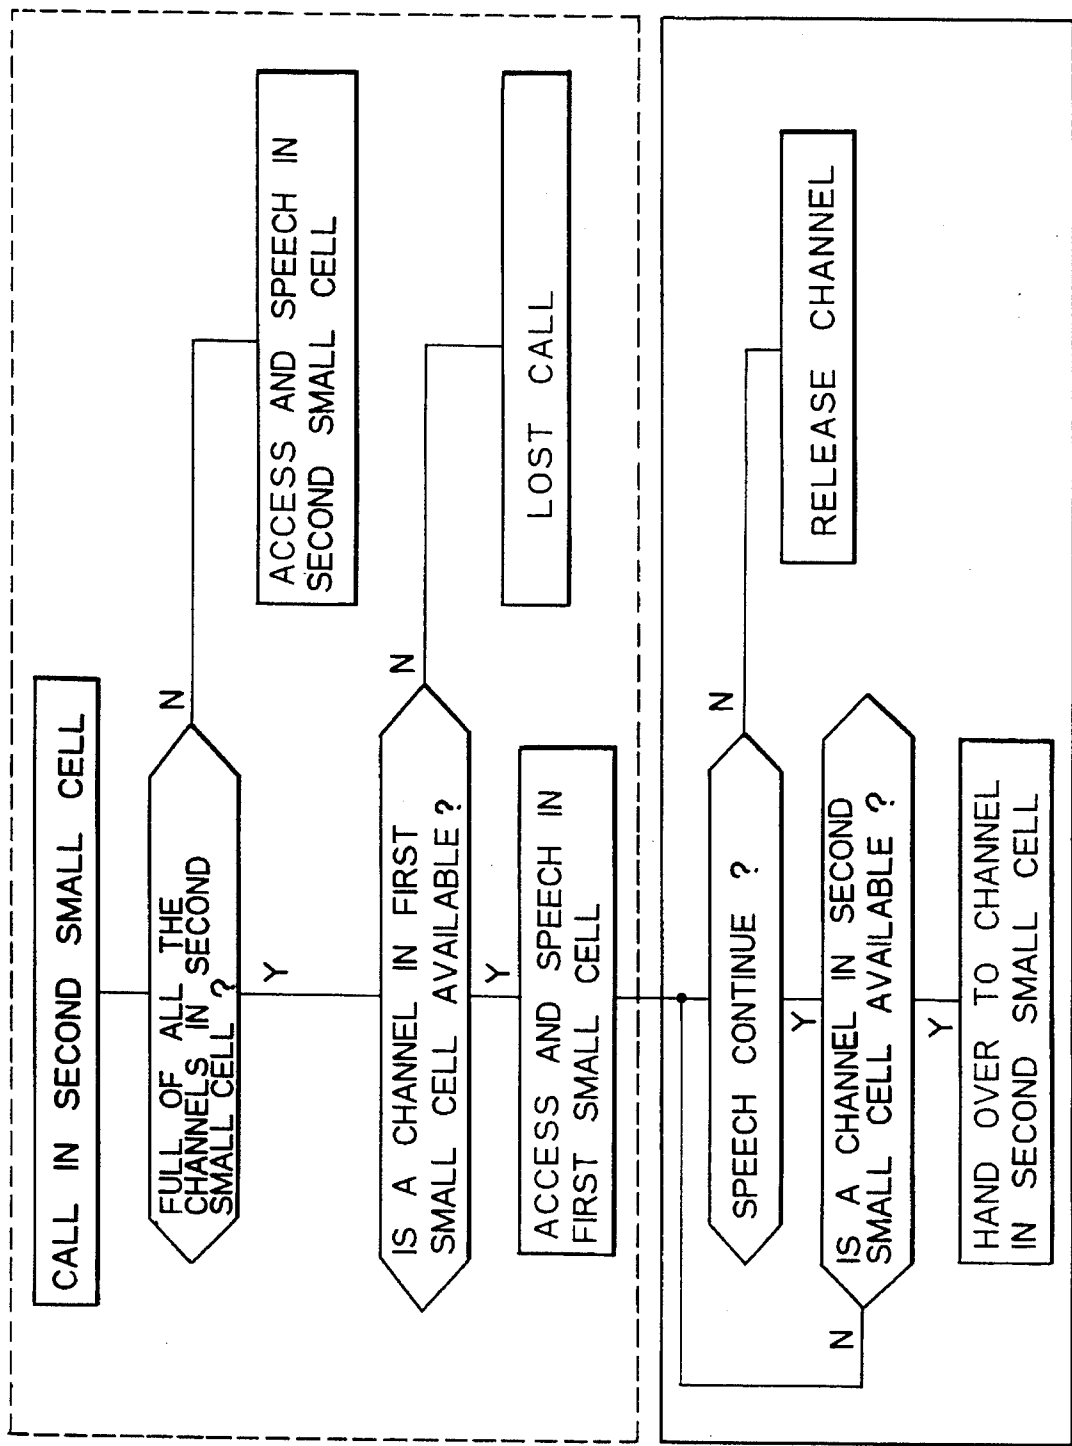 CALL IN SECOND SMALL CELL
FULL OF ALL THE
CHANNELS IN SECOND
SMALL CELL ?
N
ACCESS AND SPEECH IN
SECOND SMALL CELL
Y
IS A CHANNEL IN FIRST
SMALL CELL AVAILABLE ?
N
LOST CALL
Y
ACCESS AND SPEECH IN
FIRST SMALL CELL
SPEECH CONTINUE ?
N
RELEASE CHANNEL
Y
IS A CHANNEL IN SECOND
SMALL CELL AVAILABLE ?
N
Y
HAND OVER TO CHANNEL
IN SECOND SMALL CELL